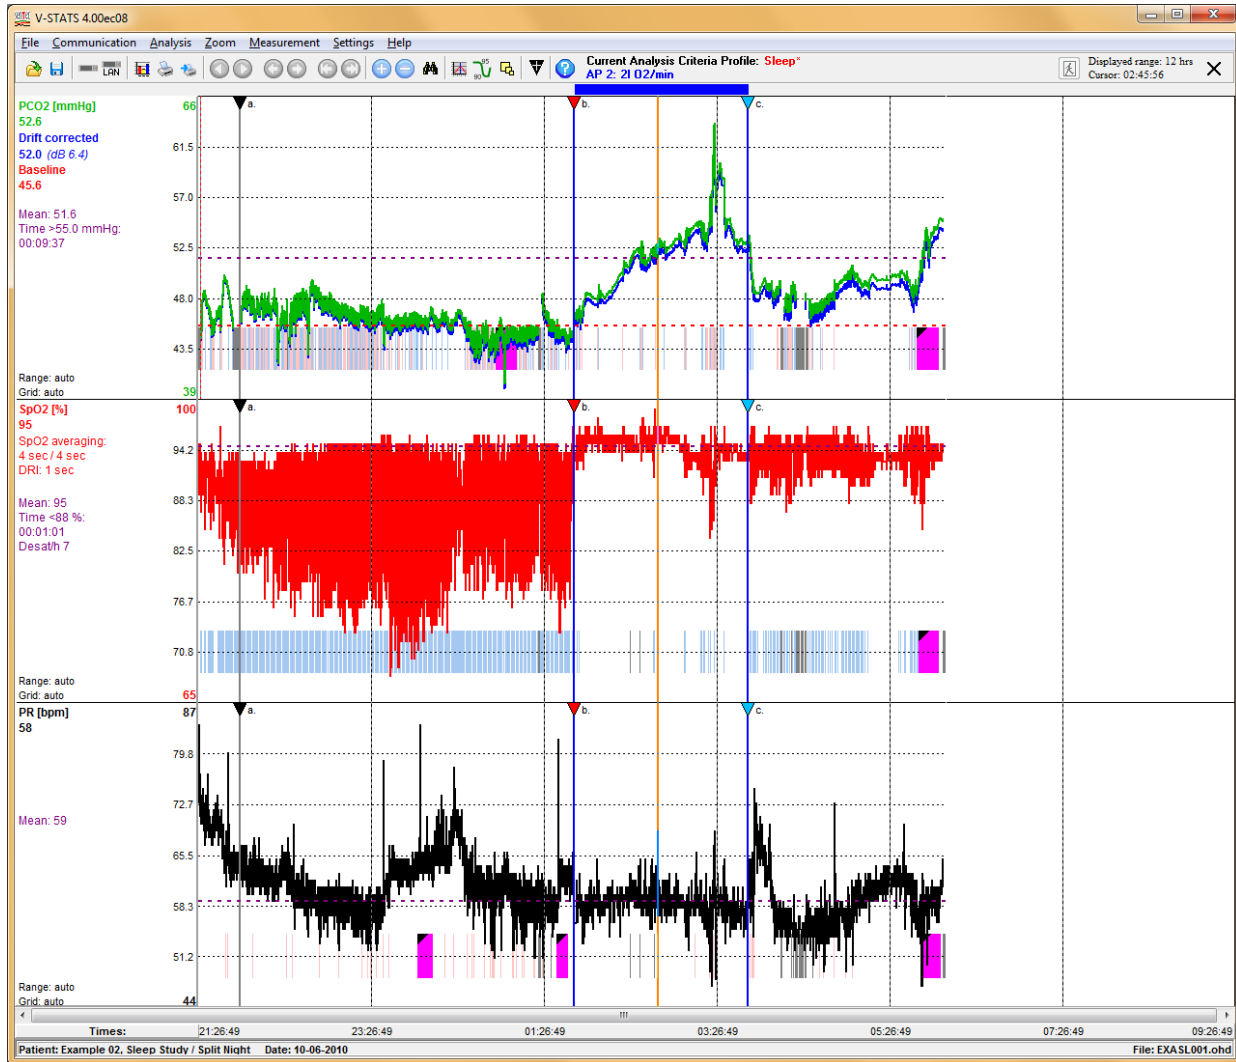 V-STATS 4.00ec08
File Communication Analysis Zoom Measurement Settings Help
LAN
95
90
Current Analysis Criteria Profile: Sleep*
AP 2: 2l O2/min
Displayed range: 12 hrs
Cursor: 02:45:56
PCO2 [mmHg] 66
52.6
Drift corrected
52.0 (dB 6.4)
Baseline
45.6
Mean: 51.6
Time >55.0 mmHg:
00:09:37
Range: auto
Grid: auto 39
61.5
57.0
52.5
48.0
43.5
a. b. c.
SpO2 [%] 100
95
SpO2 averaging:
4 sec / 4 sec
DRI: 1 sec
Mean: 95
Time <88 %:
00:01:01
Desat/h 7
Range: auto
Grid: auto 65
94.2
88.3
82.5
76.7
70.8
a. b. c.
PR [bpm] 87
58
Mean: 59
Range: auto
Grid: auto 44
79.8
72.7
65.5
58.3
51.2
a. b. c.
Times: 21:26:49 23:26:49 01:26:49 03:26:49 05:26:49 07:26:49 09:26:49
Patient: Example 02, Sleep Study / Split Night Date: 10-06-2010 File: EXASL001.ohd